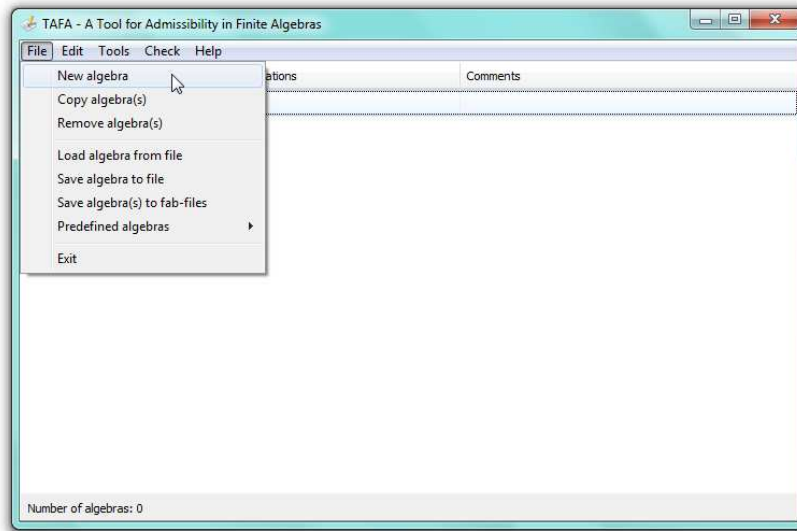 TAFA - A Tool for Admissibility in Finite Algebras
File Edit Tools Check Help
New algebra
ations Comments
Copy algebra(s)
Remove algebra(s)
Load algebra from file
Save algebra to file
Save algebra(s) to fab-files
Predefined algebras
Exit
Number of algebras: 0